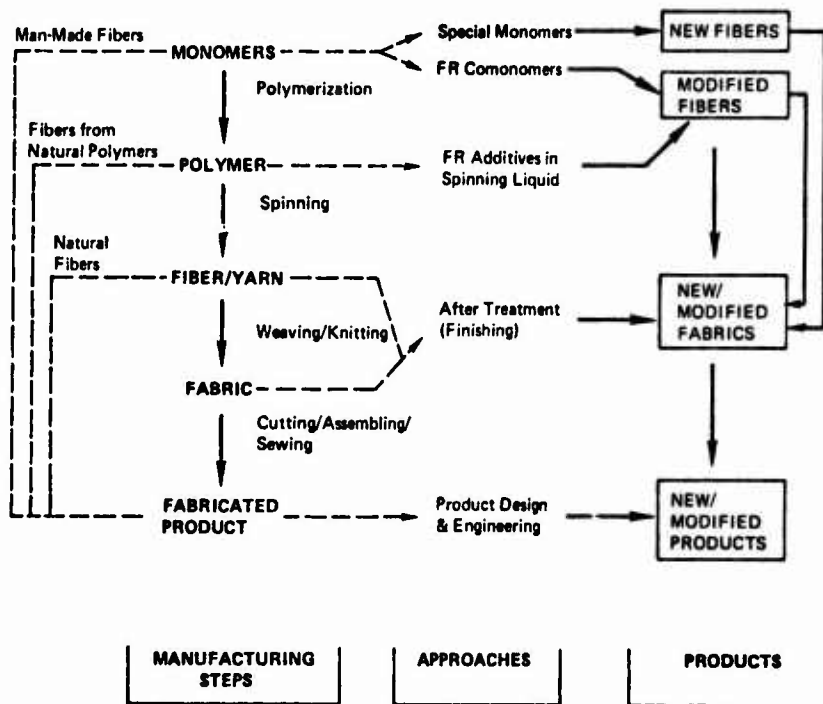 Man-Made Fibers
MONOMERS
Special Monomers
NEW FIBERS
FR Comonomers
Polymerization
MODIFIED
FIBERS
Fibers from
Natural Polymers
POLYMER
FR Additives in
Spinning Liquid
Spinning
Natural
Fibers
FIBER/YARN
NEW/
MODIFIED
FABRICS
After Treatment
(Finishing)
Weaving/Knitting
FABRIC
Cutting/Assembling/
Sewing
FABRICATED
PRODUCT
Product Design
& Engineering
NEW/
MODIFIED
PRODUCTS
MANUFACTURING
STEPS
APPROACHES
PRODUCTS